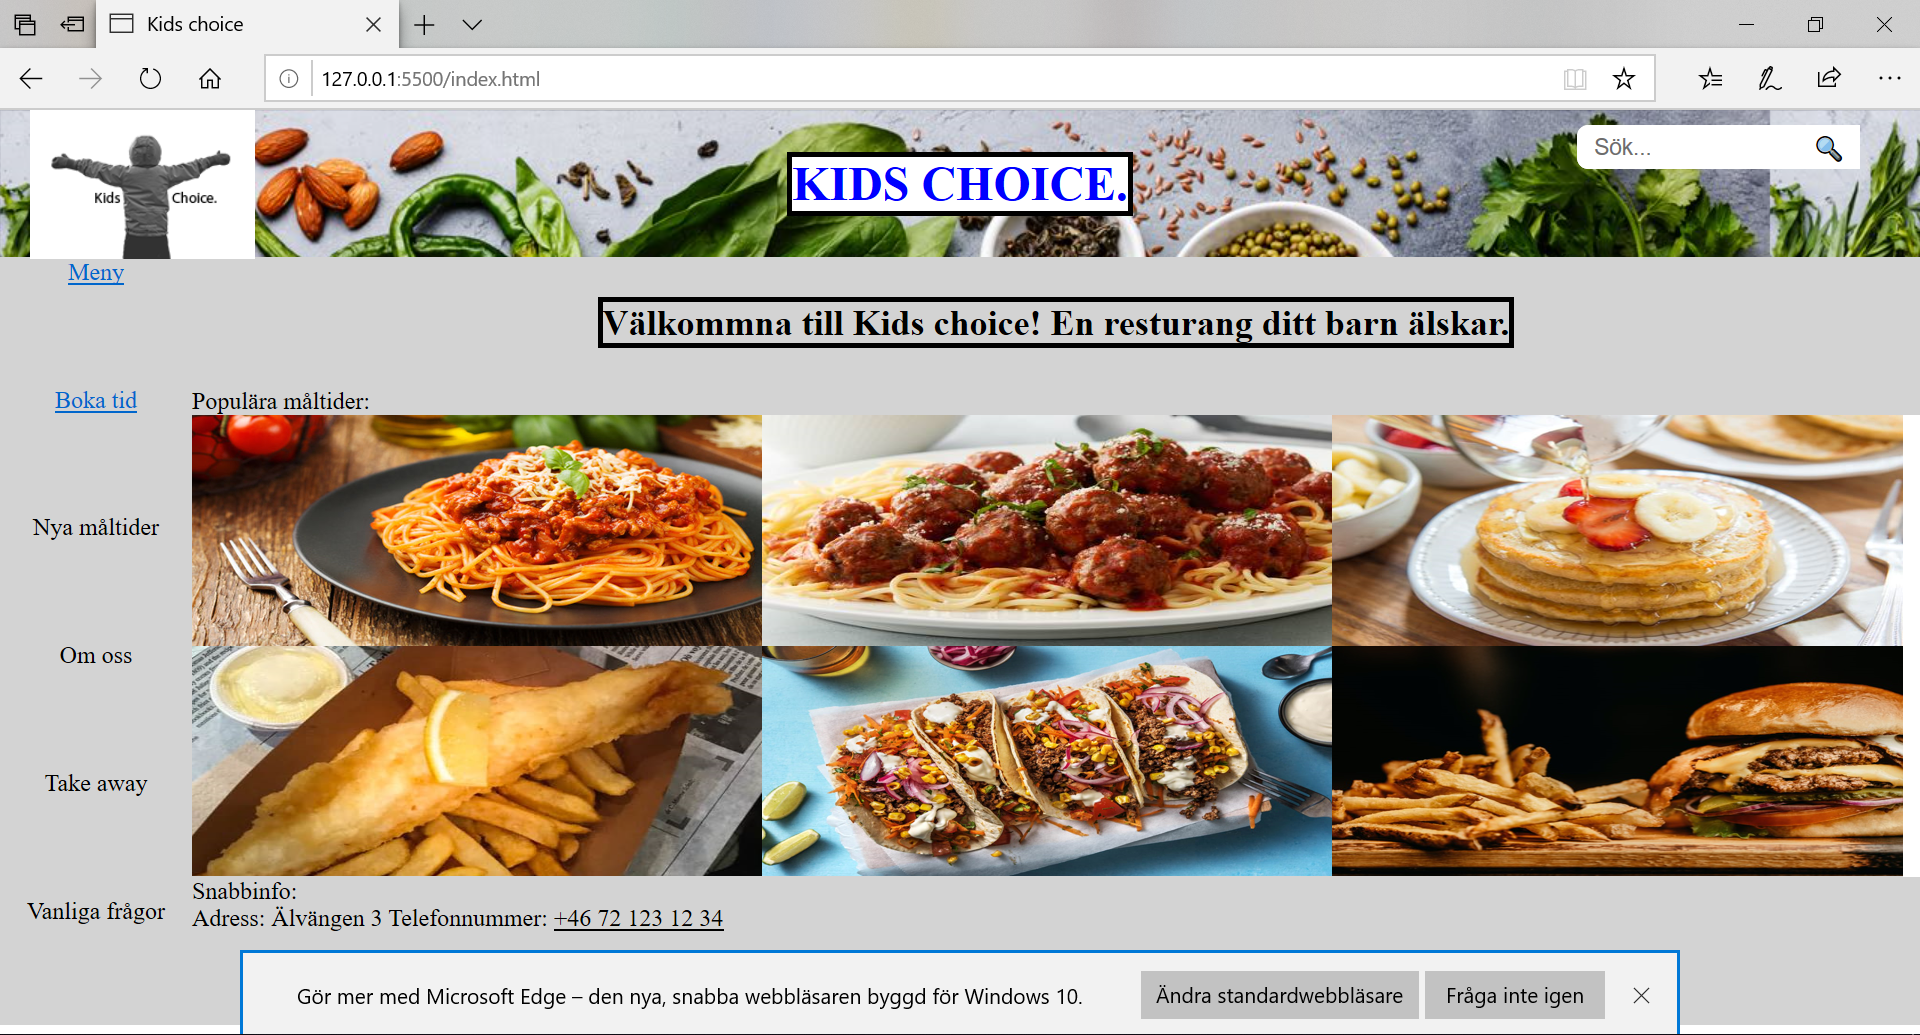 Kids choice
127.0.0.1:5500/index.html
Kids Choice.
KIDS CHOICE.
Sök...
Meny
Välkommna till Kids choice! En resturang ditt barn älskar.
Boka tid
Populära måltider:
Nya måltider
Om oss
Take away
Vanliga frågor
Snabbinfo:
Adress: Älvängen 3 Telefonnummer: +46 72 123 12 34
Gör mer med Microsoft Edge – den nya, snabba webbläsaren byggd för Windows 10.
Ändra standardwebbläsare
Fråga inte igen